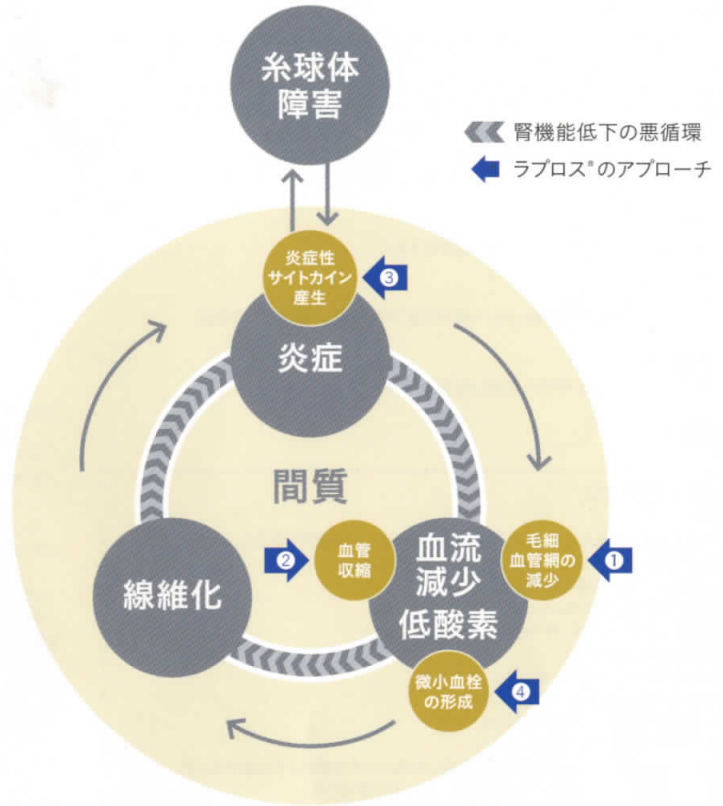 糸球体
障害
腎機能低下の悪循環
ラプロス®のアプローチ
炎症性
サイトカイン
産生
3
炎症
間質
2
血管
収縮
血流
減少
低酸素
毛細
血管網の
減少
1
線維化
微小血栓
の形成
4